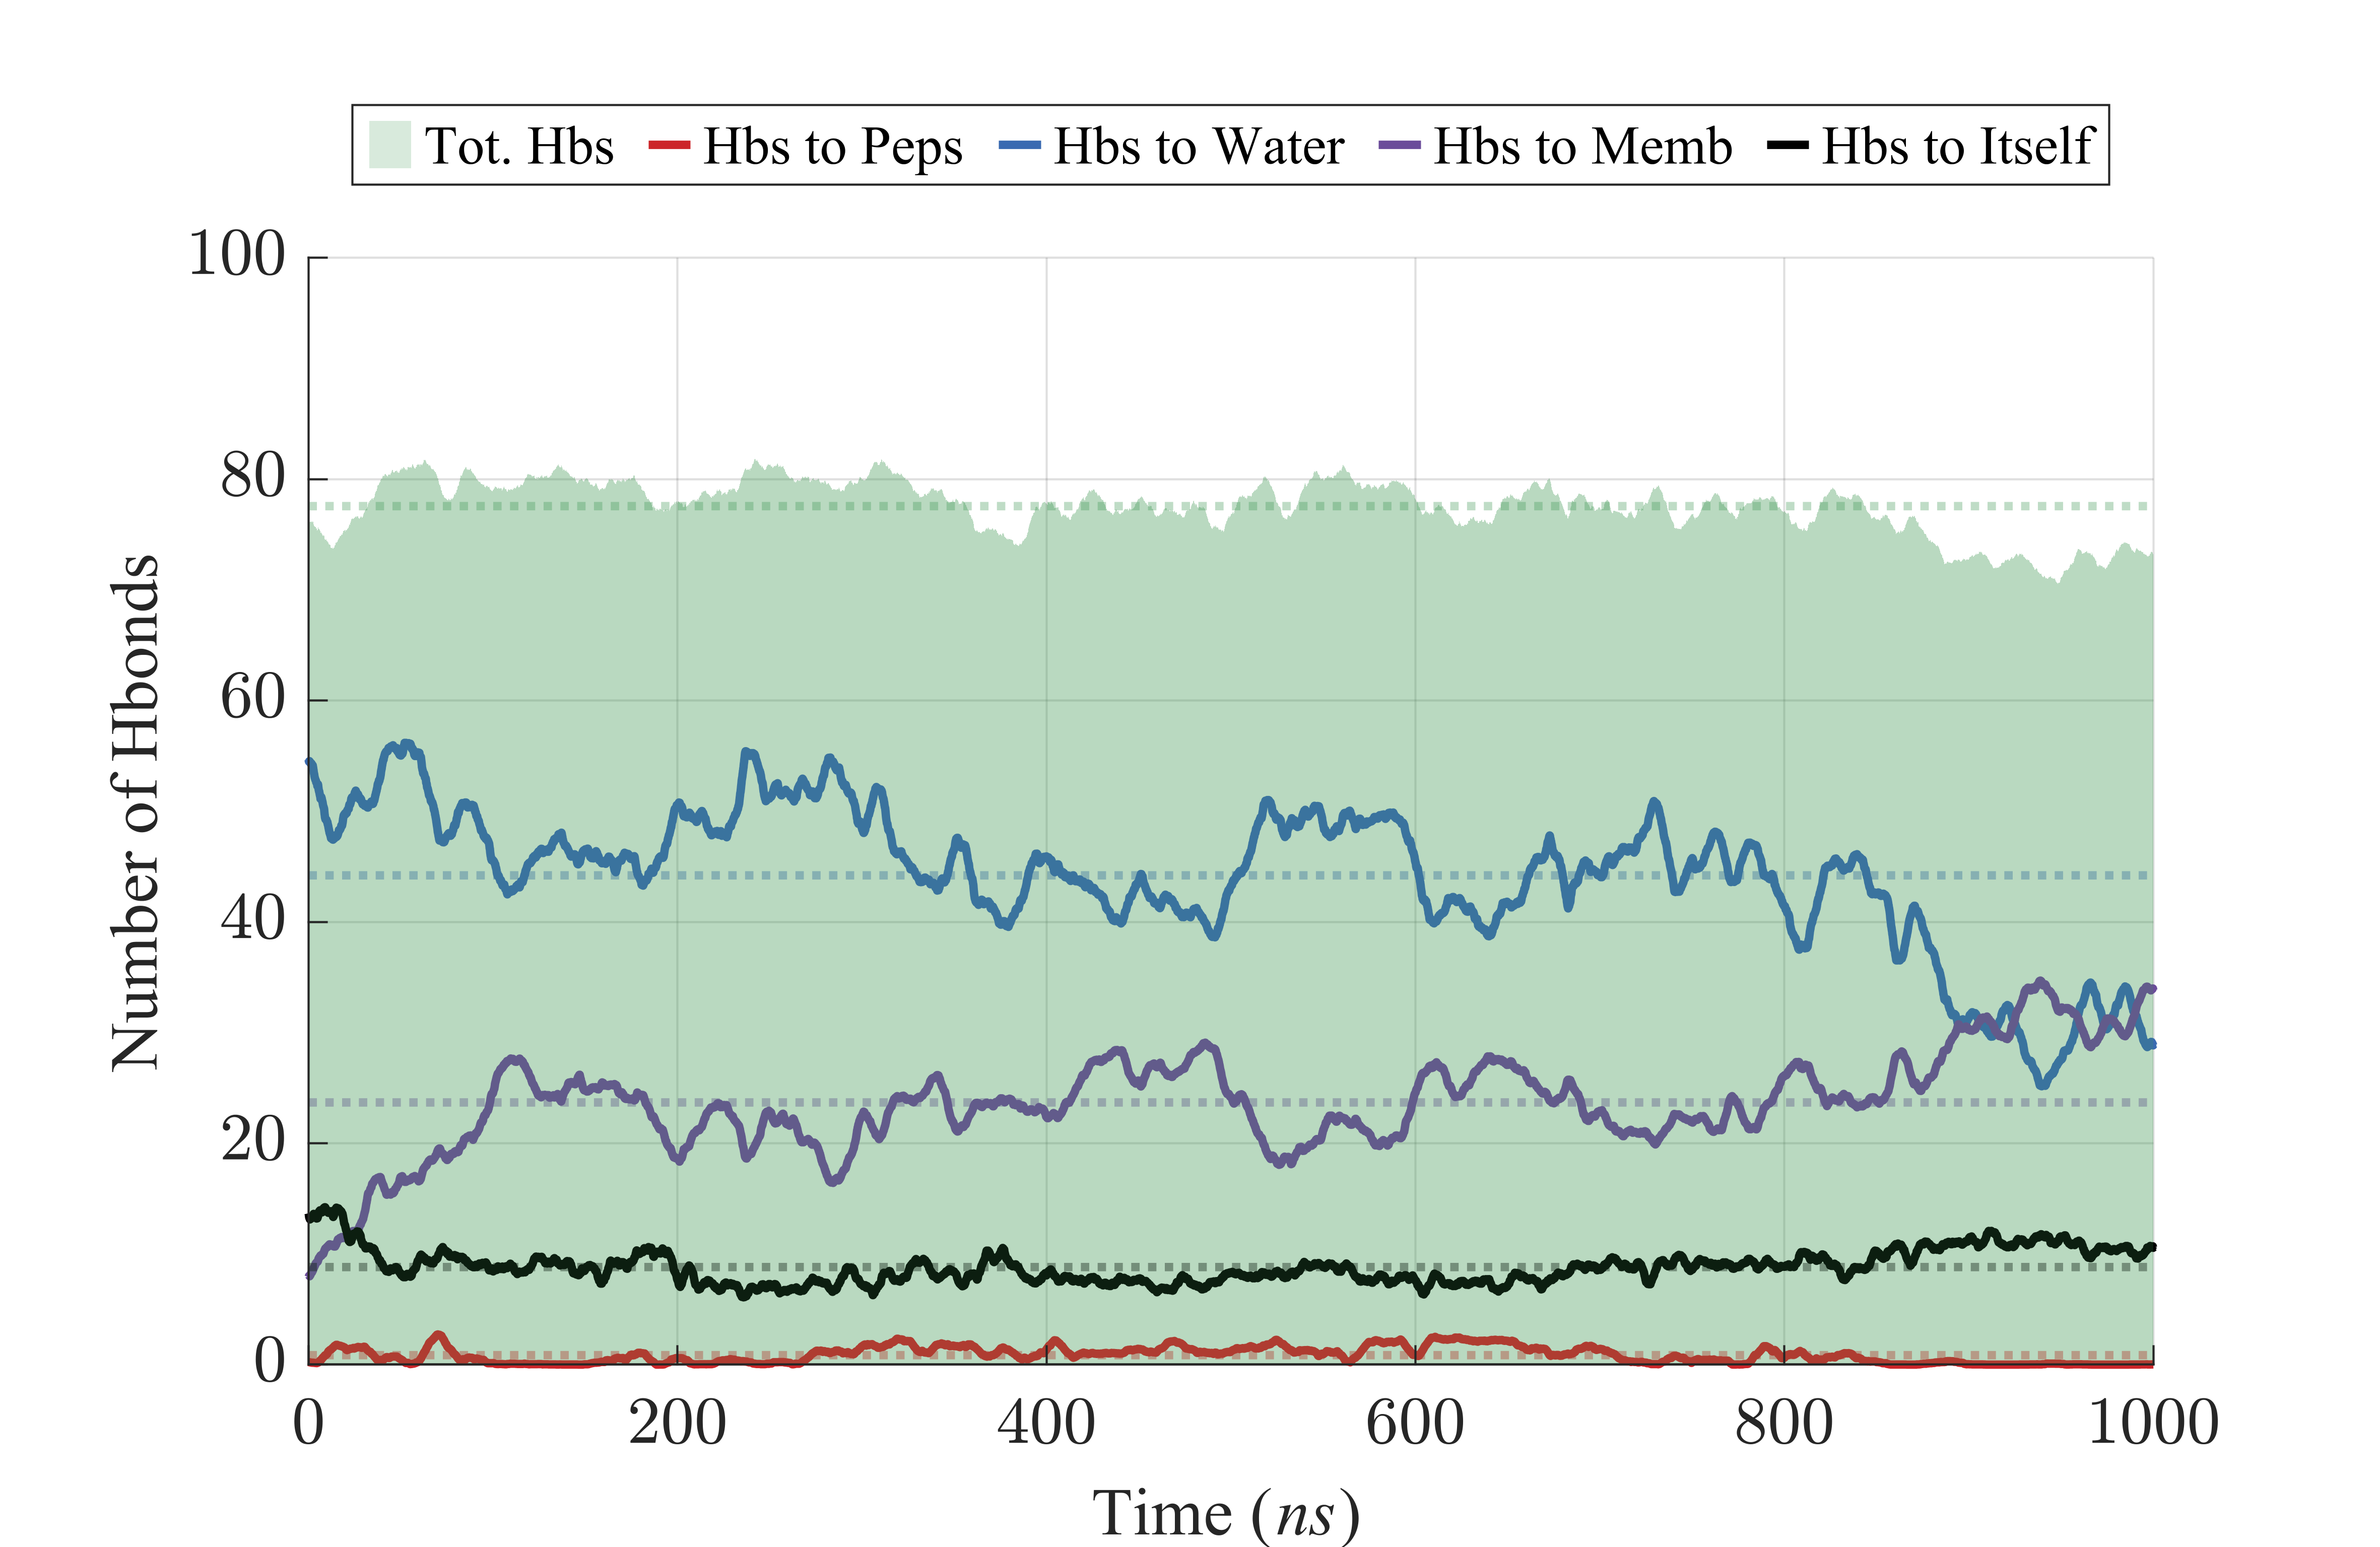 Tot. Hbs Hbs to Peps Hbs to Water Hbs to Memb Hbs to Itself
100
80
60
40
20
0
Number of Hbonds
0 200 400 600 800 1000
Time (ns)